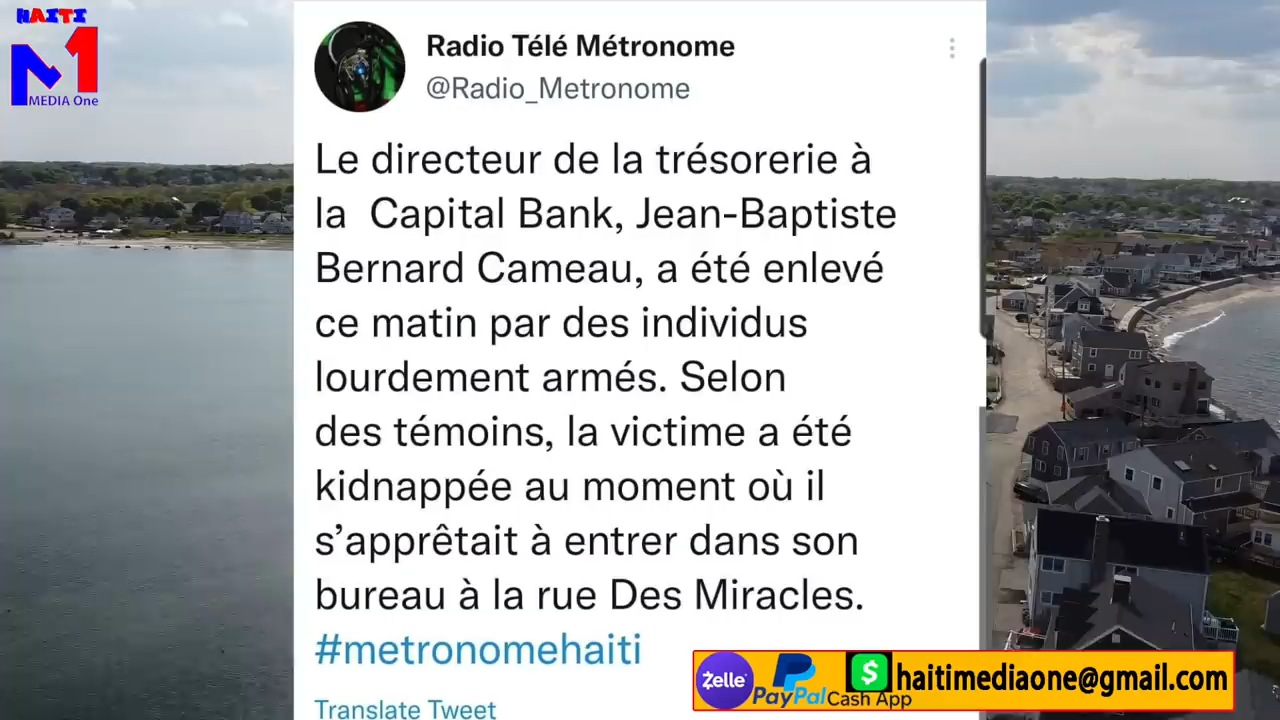 HAITI
M1
MEDIA One
Radio Télé Métronome
@Radio_Metronome
Le directeur de la trésorerie à
la Capital Bank, Jean-Baptiste
Bernard Cameau, a été enlevé
ce matin par des individus
lourdement armés. Selon
des témoins, la victime a été
kidnappée au moment où il
s’apprêtait à entrer dans son
bureau à la rue Des Miracles.
#metronomehaiti
Translate Tweet
Zelle
PayPal
$
Cash App
haitimediaone@gmail.com